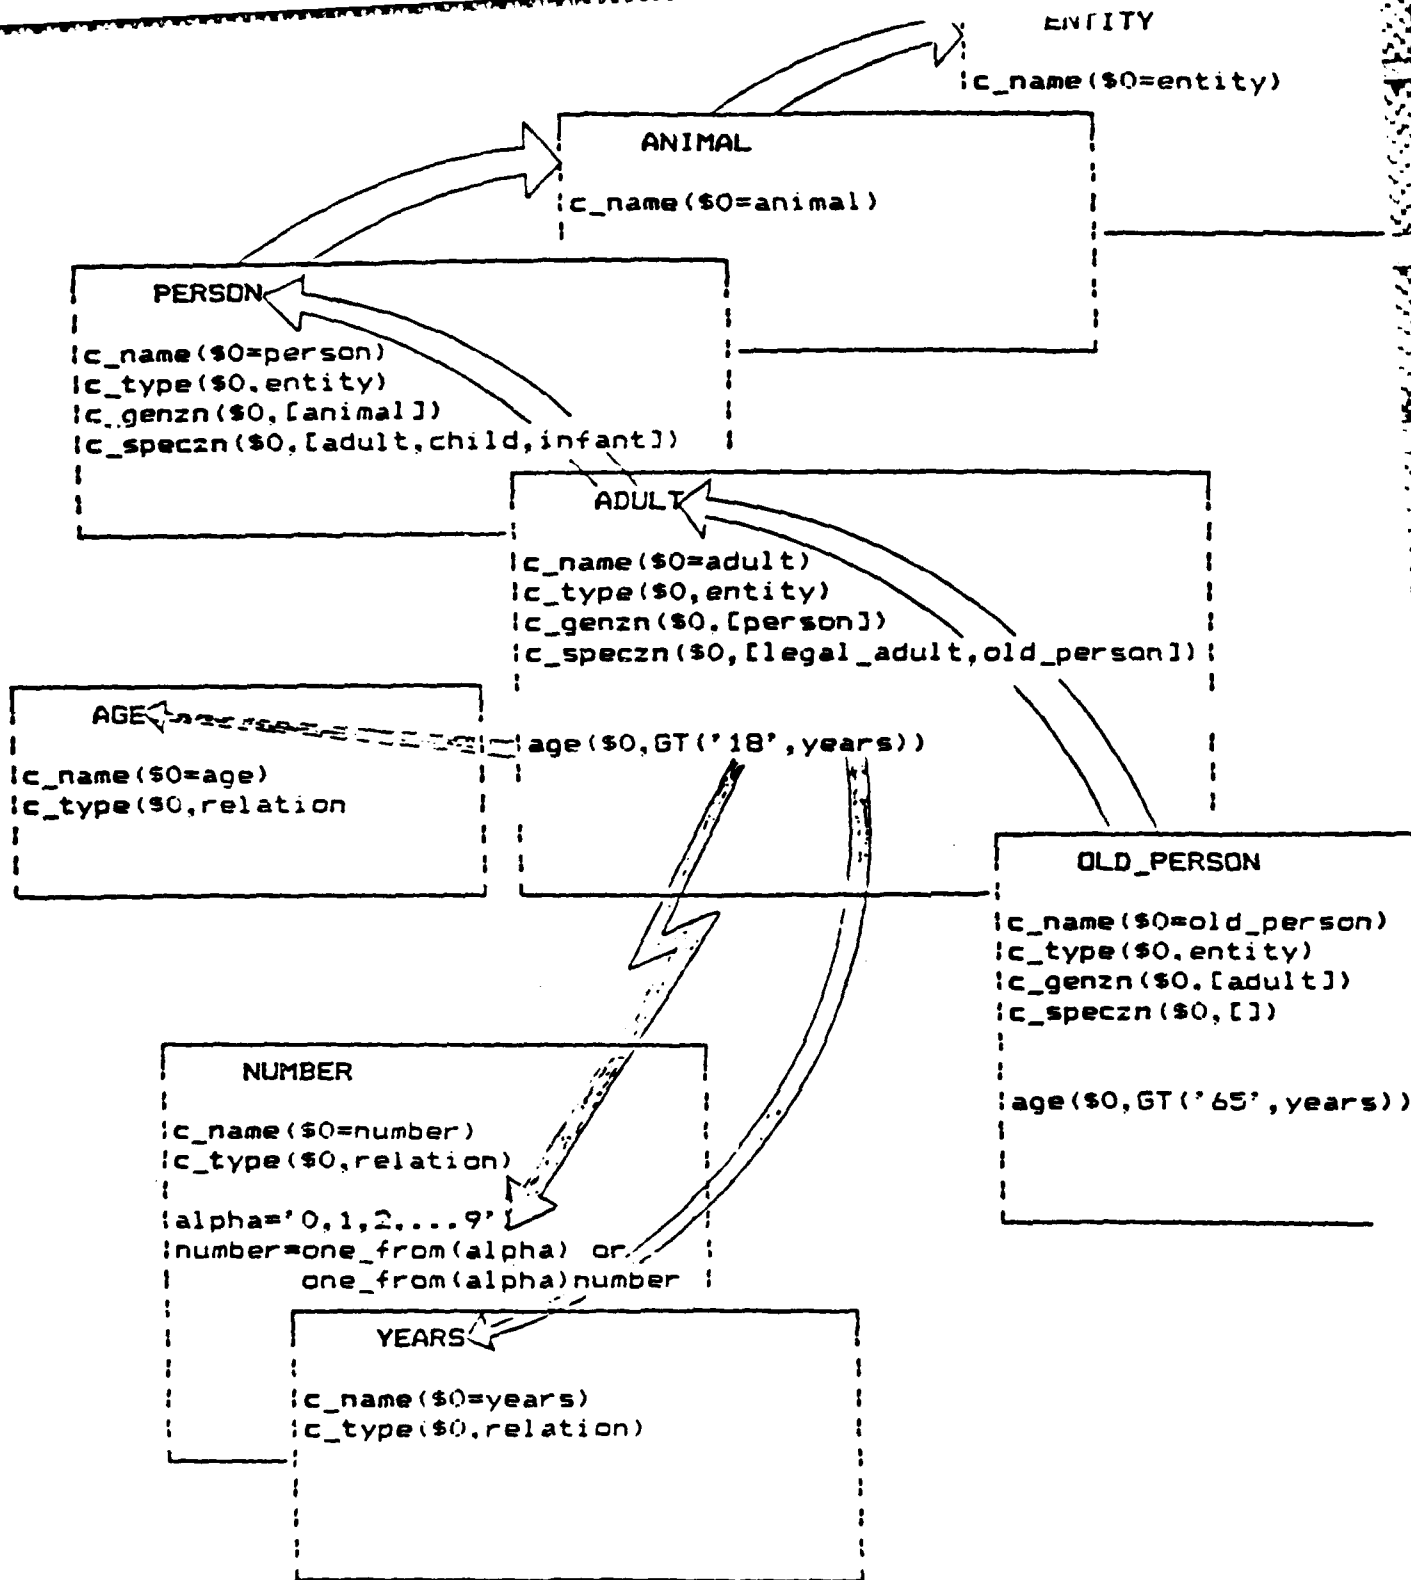 ENTITY
c_name($0=entity)
ANIMAL
c_name($0=animal)
PERSON
c_name($0=person)
c_type($0.entity)
c_genzn($0,[animal])
c_speczn($0,[adult,child,infant])
ADULT
c_name($0=adult)
c_type($0,entity)
c_genzn($0.[person])
c_speczn($0,[legal_adult,old_person])
age($0,GT('18',years))
AGE
c_name($0=age)
c_type($0,relation
OLD_PERSON
c_name($0=old_person)
c_type($0.entity)
c_genzn($0.[adult])
c_speczn($0,[])
age($0,GT('65',years))
NUMBER
c_name($0=number)
c_type($0,relation)
alpha='0,1,2,...9'
number=one_from(alpha) or
one_from(alpha)number
YEARS
c_name($0=years)
c_type($0.relation)